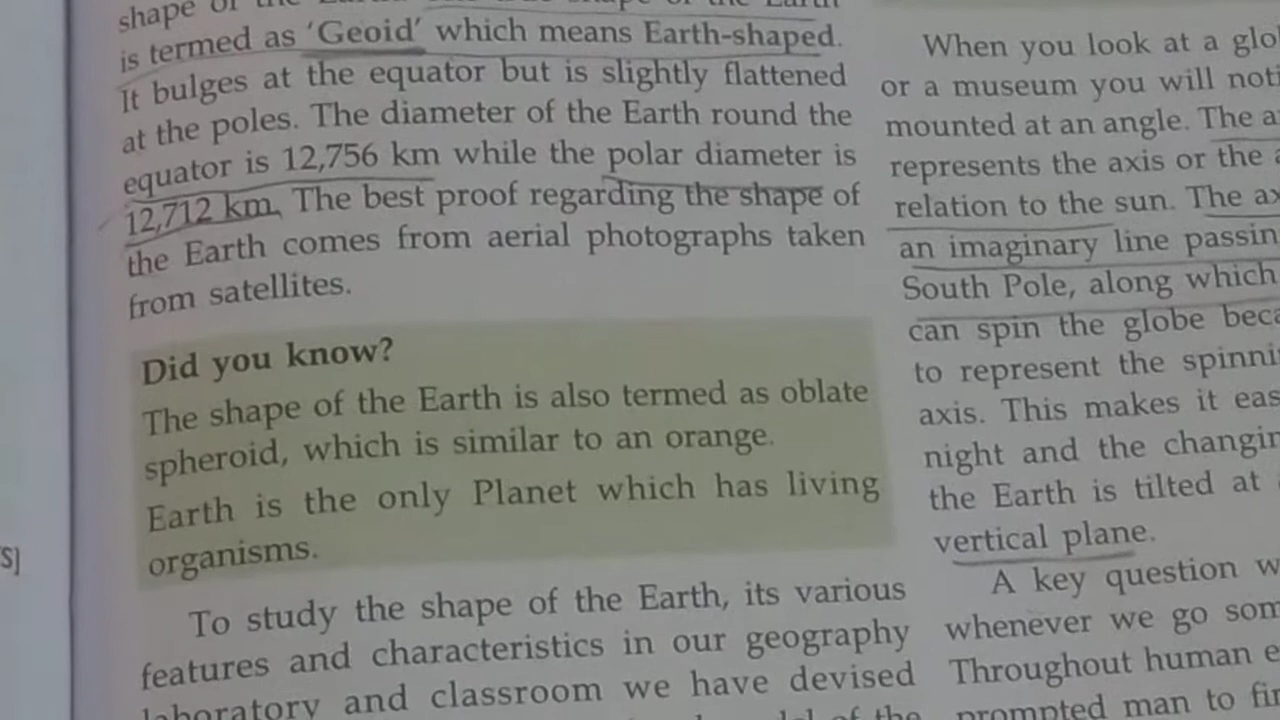 shape of the Earth
is termed as 'Geoid' which means Earth-shaped.
It bulges at the equator but is slightly flattened
at the poles. The diameter of the Earth round the
equator is 12,756 km while the polar diameter is
12,712 km. The best proof regarding the shape of
the Earth comes from aerial photographs taken
from satellites.
Did you know?
The shape of the Earth is also termed as oblate
spheroid, which is similar to an orange.
Earth is the only Planet which has living
organisms.
To study the shape of the Earth, its various
features and characteristics in our geography
laboratory and classroom we have devised
of the
When you look at a glo
or a museum you will noti
mounted at an angle. The a
represents the axis or the a
relation to the sun. The ax
an imaginary line passin
South Pole, along which
can spin the globe beca
to represent the spinni
axis. This makes it eas
night and the changin
the Earth is tilted at
vertical plane.
A key question w
whenever we go som
Throughout human e
prompted man to fin
S]